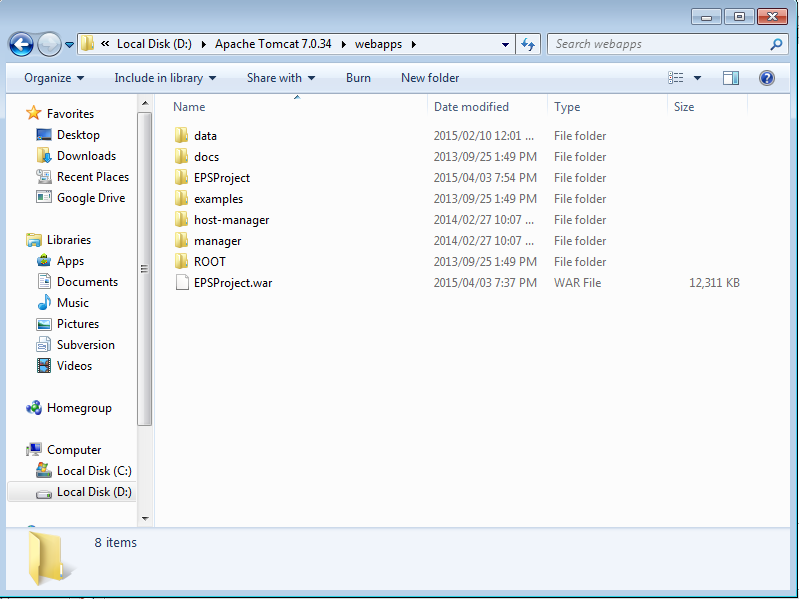 « Local Disk (D:) Apache Tomcat 7.0.34 webapps Search webapps
Organize Include in library Share with Burn New folder
Name Date modified Type Size
data 2015/02/10 12:01 ... File folder
docs 2013/09/25 1:49 PM File folder
EPSProject 2015/04/03 7:54 PM File folder
examples 2013/09/25 1:49 PM File folder
host-manager 2014/02/27 10:07 ... File folder
manager 2014/02/27 10:07 ... File folder
ROOT 2013/09/25 1:49 PM File folder
EPSProject.war 2015/04/03 7:37 PM WAR File 12,311 KB
Favorites
Desktop
Downloads
Recent Places
Google Drive
Libraries
Apps
Documents
Music
Pictures
Subversion
Videos
Homegroup
Computer
Local Disk (C:)
Local Disk (D:)
8 items